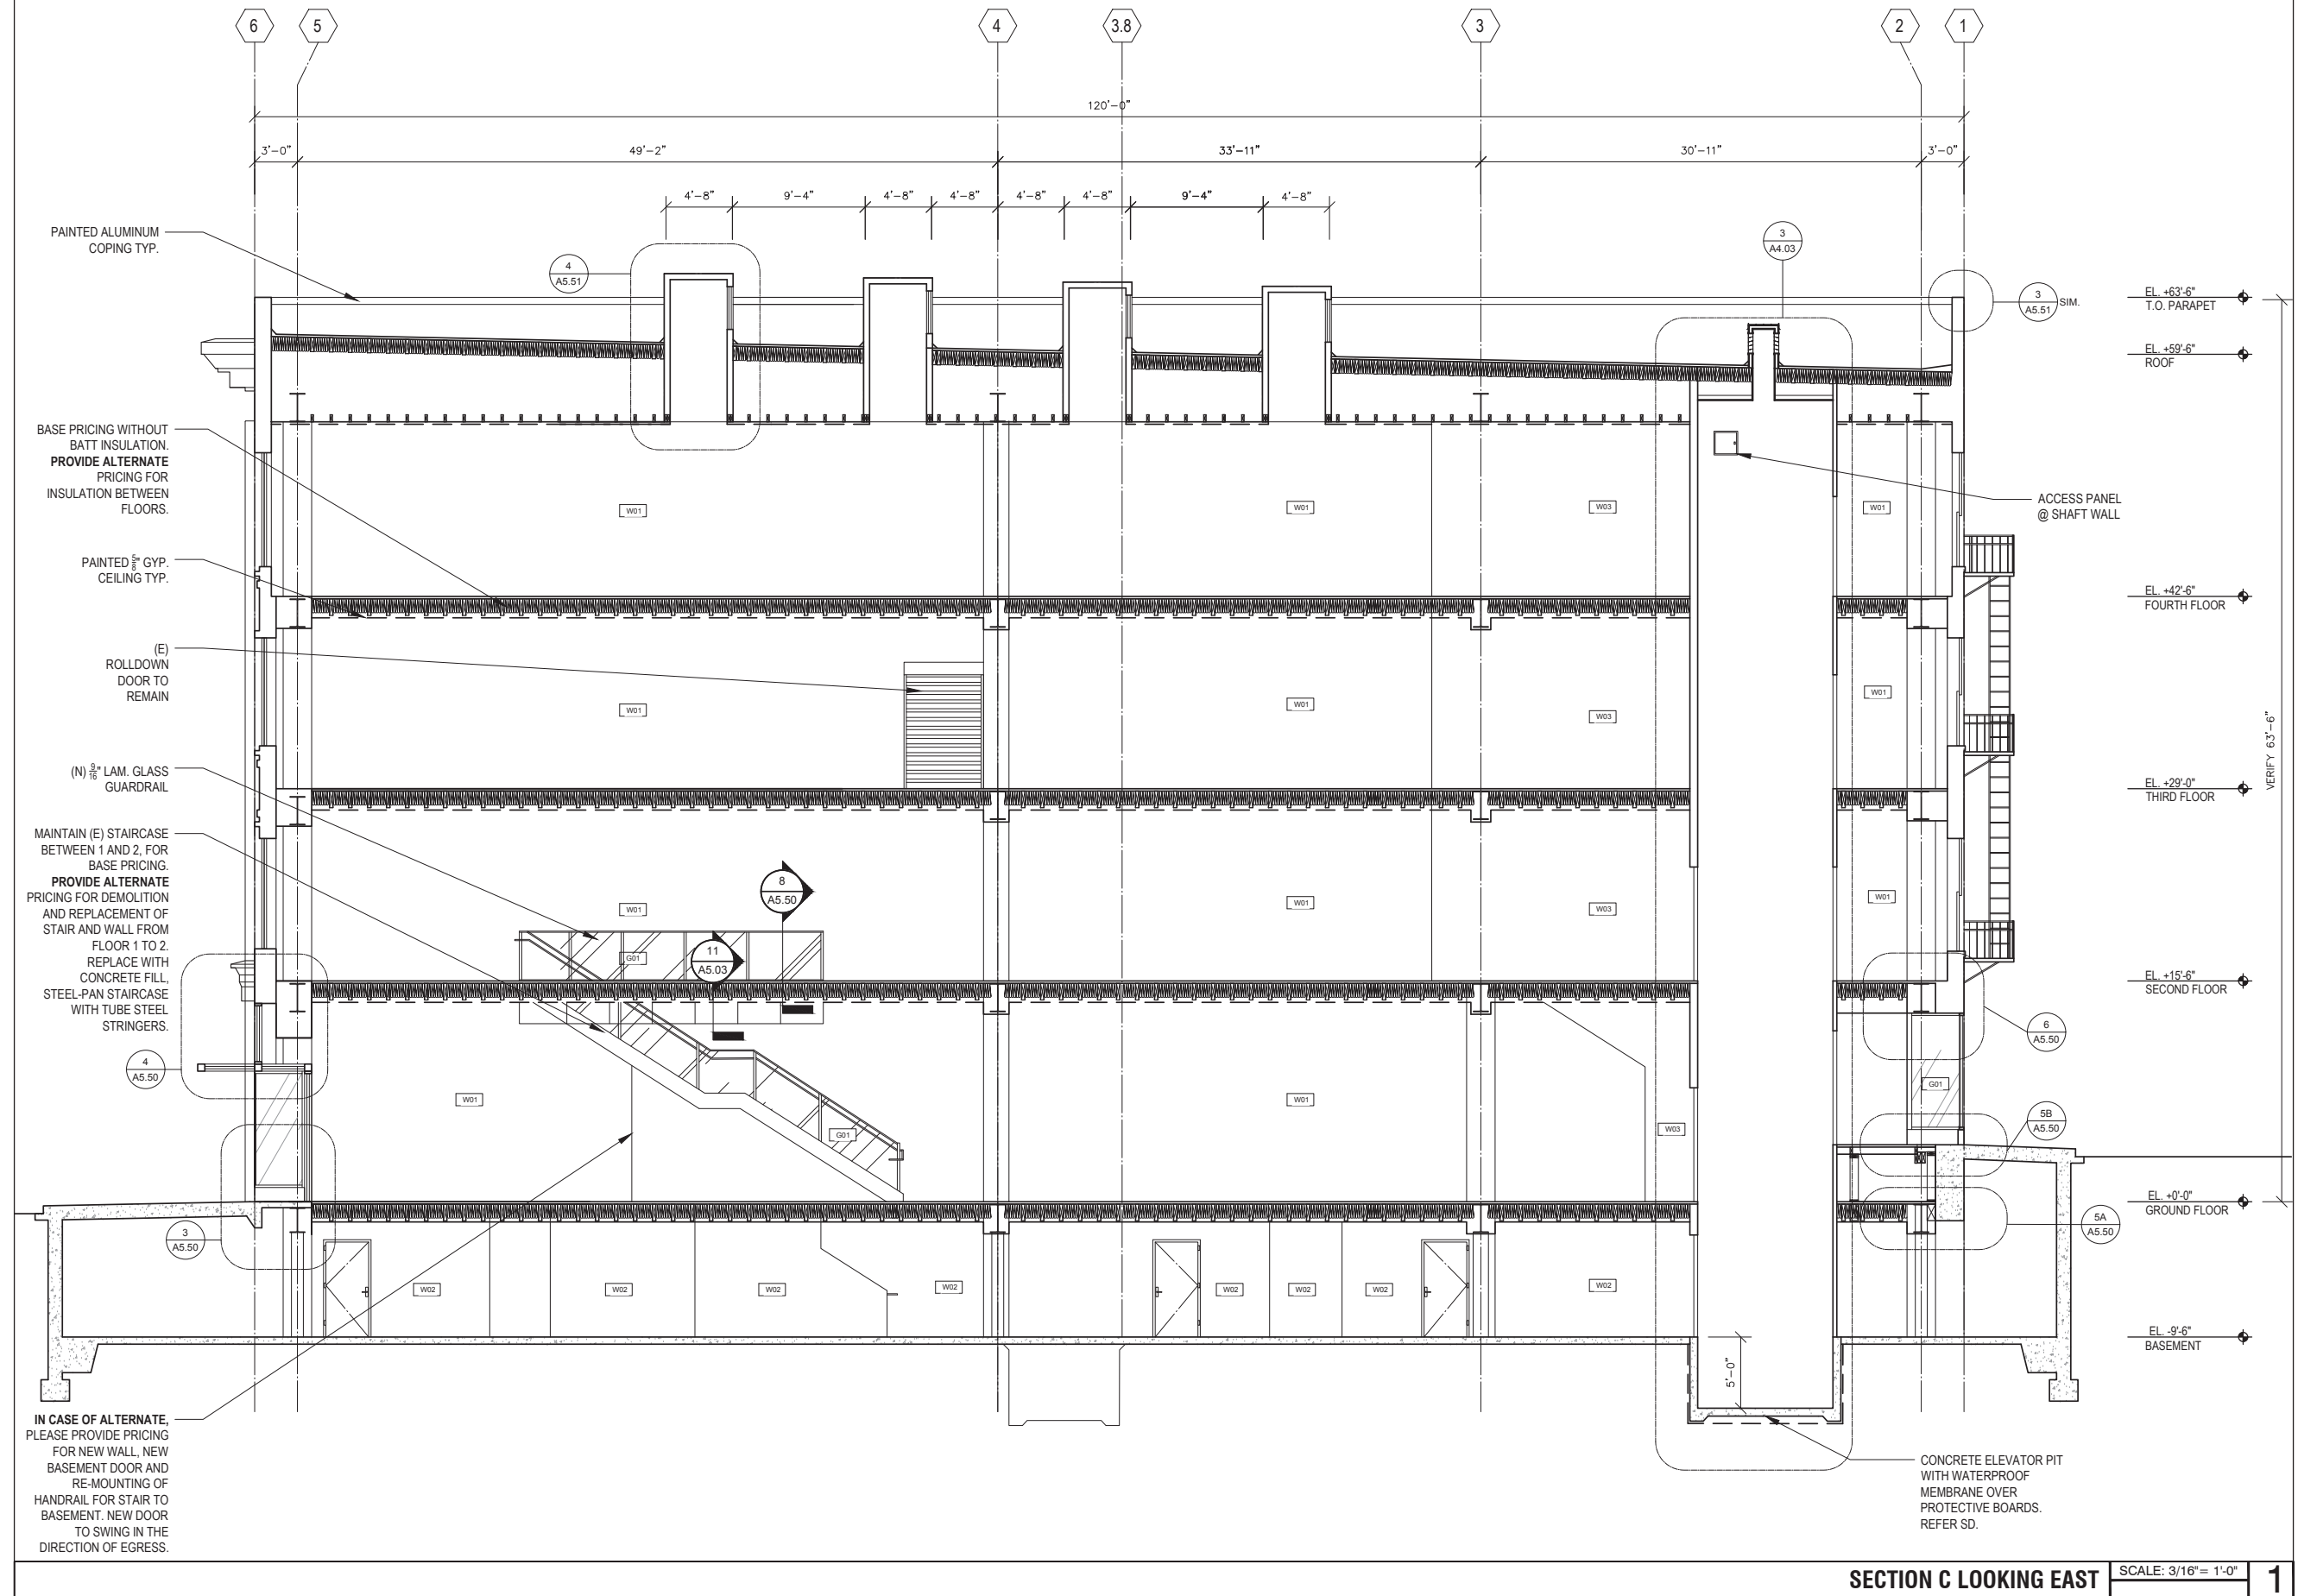 6
5
4
3.8
3
2
1
120'-0"
3'-0"
49'-2"
33'-11"
30'-11"
3'-0"
4'-8"
9'-4"
4'-8"
4'-8"
4'-8"
4'-8"
9'-4"
4'-8"
PAINTED ALUMINUM
COPING TYP.
4
A5.51
3
A4.03
3
A5.51
SIM.
EL. +63'-6"
T.O. PARAPET
EL. +59'-6"
ROOF
BASE PRICING WITHOUT
BATT INSULATION.
PROVIDE ALTERNATE
PRICING FOR
INSULATION BETWEEN
FLOORS.
W01
W01
W03
W01
ACCESS PANEL
@ SHAFT WALL
PAINTED 5/8" GYP.
CEILING TYP.
EL. +42'-6"
FOURTH FLOOR
(E)
ROLLDOWN
DOOR TO
REMAIN
W01
W01
W03
W01
VERIFY 63'-6"
(N) 9/16" LAM. GLASS
GUARDRAIL
EL. +29'-0"
THIRD FLOOR
MAINTAIN (E) STAIRCASE
BETWEEN 1 AND 2, FOR
BASE PRICING.
PROVIDE ALTERNATE
PRICING FOR DEMOLITION
AND REPLACEMENT OF
STAIR AND WALL FROM
FLOOR 1 TO 2.
REPLACE WITH
CONCRETE FILL,
STEEL-PAN STAIRCASE
WITH TUBE STEEL
STRINGERS.
8
A5.50
W01
W01
W03
W01
G01
11
A5.03
EL. +15'-6"
SECOND FLOOR
4
A5.50
6
A5.50
W01
G01
W01
W03
G01
5B
A5.50
3
A5.50
EL. +0'-0"
GROUND FLOOR
5A
A5.50
W02
W02
W02
W02
W02
W02
W02
W02
EL. -9'-6"
BASEMENT
5'-0"
IN CASE OF ALTERNATE,
PLEASE PROVIDE PRICING
FOR NEW WALL, NEW
BASEMENT DOOR AND
RE-MOUNTING OF
HANDRAIL FOR STAIR TO
BASEMENT. NEW DOOR
TO SWING IN THE
DIRECTION OF EGRESS.
CONCRETE ELEVATOR PIT
WITH WATERPROOF
MEMBRANE OVER
PROTECTIVE BOARDS.
REFER SD.
SECTION C LOOKING EAST
SCALE: 3/16"= 1'-0"
1